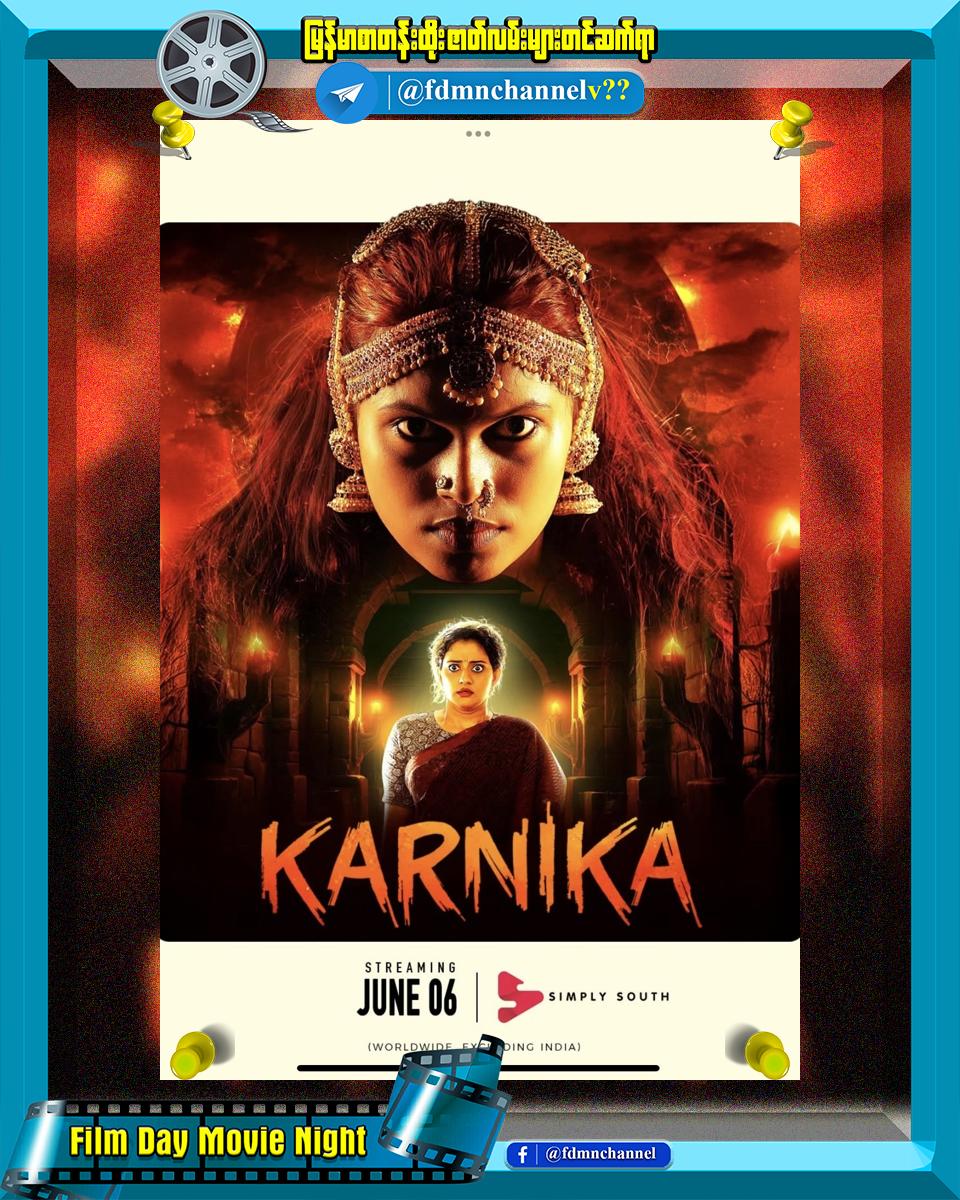 မြန်မာစာတန်းထိုးဇာတ်လမ်းများတင်ဆက်ရာ
@fdmnchannelv??
KARNIKA
STREAMING
JUNE 06
SIMPLY SOUTH
(WORLDWIDE INDIA)
Film Day Movie Night
@fdmnchannel